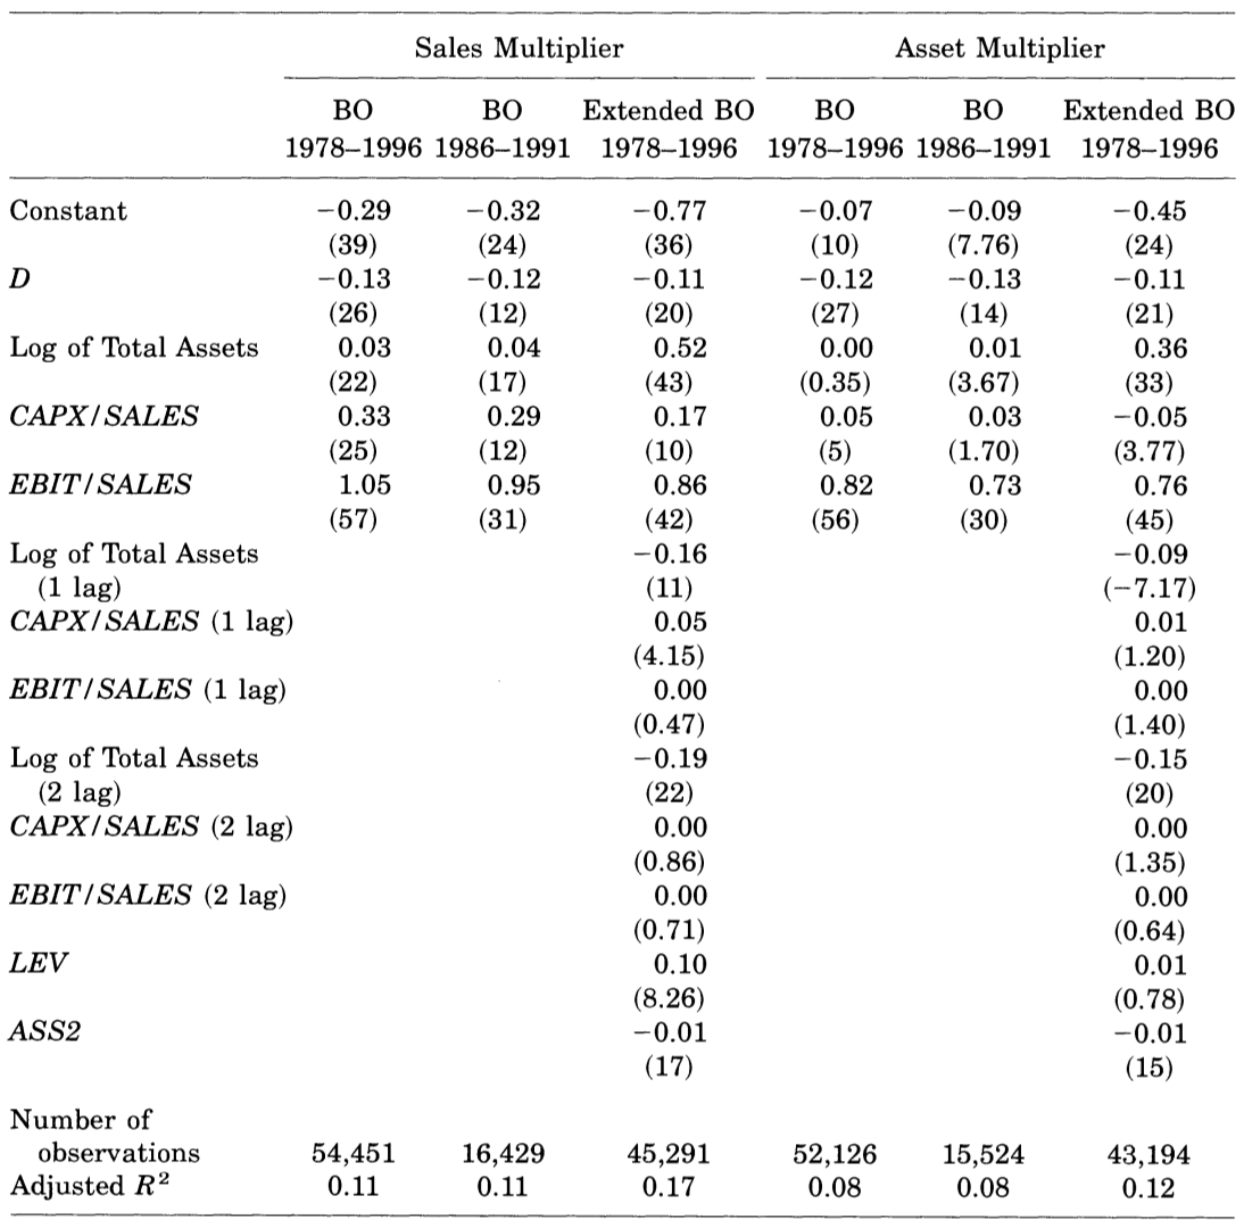 Sales Multiplier Asset Multiplier
BO BO Extended BO BO BO Extended BO
1978–1996 1986–1991 1978–1996 1978–1996 1986–1991 1978–1996
Constant −0.29 −0.32 −0.77 −0.07 −0.09 −0.45
(39) (24) (36) (10) (7.76) (24)
D −0.13 −0.12 −0.11 −0.12 −0.13 −0.11
(26) (12) (20) (27) (14) (21)
Log of Total Assets 0.03 0.04 0.52 0.00 0.01 0.36
(22) (17) (43) (0.35) (3.67) (33)
CAPX/SALES 0.33 0.29 0.17 0.05 0.03 −0.05
(25) (12) (10) (5) (1.70) (3.77)
EBIT/SALES 1.05 0.95 0.86 0.82 0.73 0.76
(57) (31) (42) (56) (30) (45)
Log of Total Assets −0.16 −0.09
(1 lag) (11) (−7.17)
CAPX/SALES (1 lag) 0.05 0.01
(4.15) (1.20)
EBIT/SALES (1 lag) 0.00 0.00
(0.47) (1.40)
Log of Total Assets −0.19 −0.15
(2 lag) (22) (20)
CAPX/SALES (2 lag) 0.00 0.00
(0.86) (1.35)
EBIT/SALES (2 lag) 0.00 0.00
(0.71) (0.64)
LEV 0.10 0.01
(8.26) (0.78)
ASS2 −0.01 −0.01
(17) (15)
Number of
observations 54,451 16,429 45,291 52,126 15,524 43,194
Adjusted R² 0.11 0.11 0.17 0.08 0.08 0.12